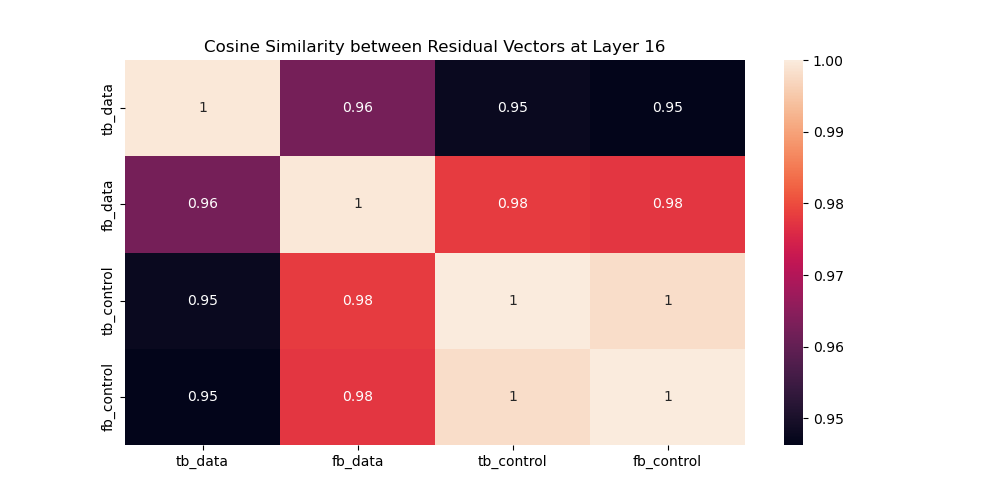 Cosine Similarity between Residual Vectors at Layer 16
tb_data
1
0.96
0.95
0.95
fb_data
0.96
1
0.98
0.98
tb_control
0.95
0.98
1
1
fb_control
0.95
0.98
1
1
tb_data
fb_data
tb_control
fb_control
1.00
0.99
0.98
0.97
0.96
0.95